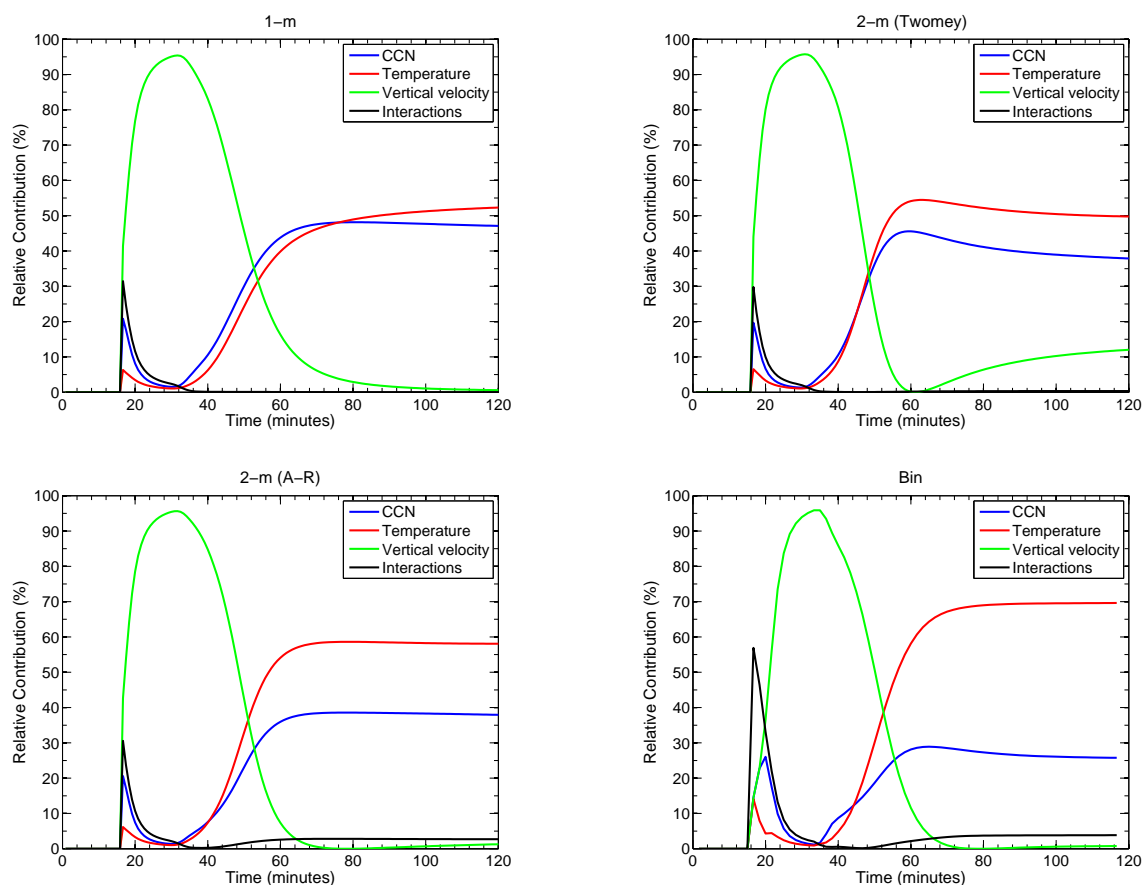 1−m
100
90
80
70
60
50
40
30
20
10
0
Relative Contribution (%)
CCN
Temperature
Vertical velocity
Interactions
0 20 40 60 80 100 120
Time (minutes)
2−m (Twomey)
100
90
80
70
60
50
40
30
20
10
0
Relative Contribution (%)
CCN
Temperature
Vertical velocity
Interactions
0 20 40 60 80 100 120
Time (minutes)
2−m (A−R)
100
90
80
70
60
50
40
30
20
10
0
Relative Contribution (%)
CCN
Temperature
Vertical velocity
Interactions
0 20 40 60 80 100 120
Time (minutes)
Bin
100
90
80
70
60
50
40
30
20
10
0
Relative Contribution (%)
CCN
Temperature
Vertical velocity
Interactions
0 20 40 60 80 100 120
Time (minutes)